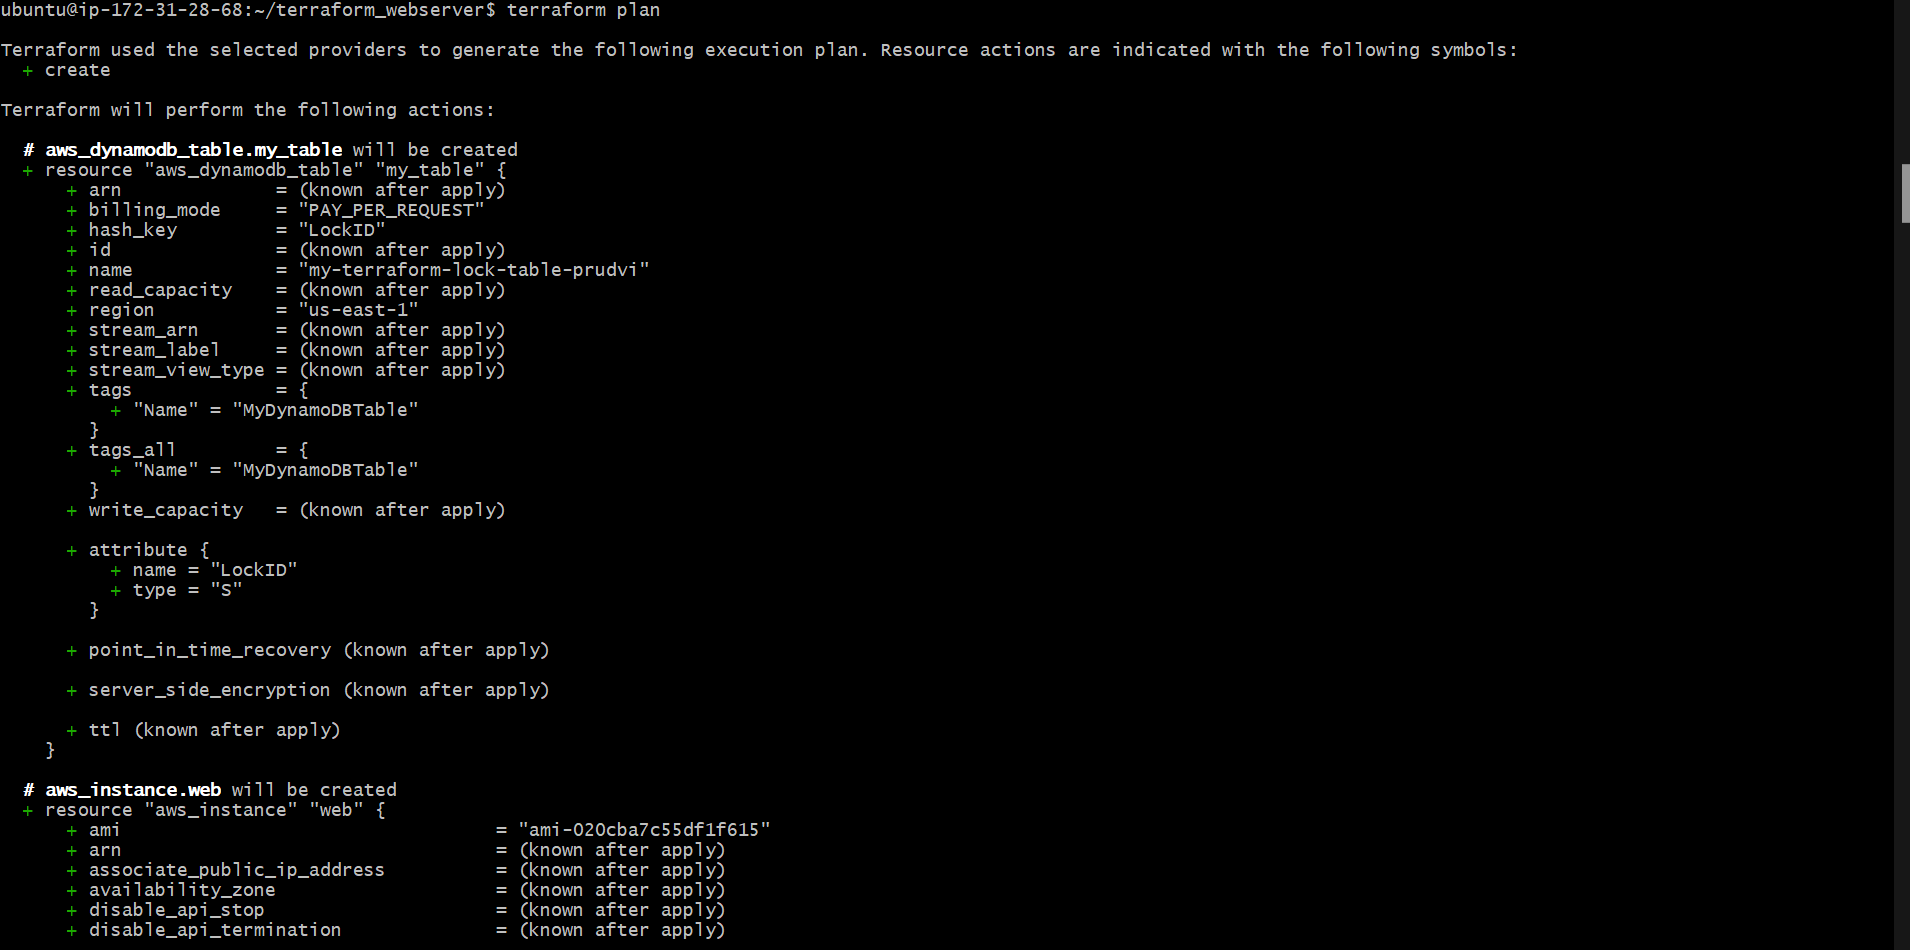 ubuntu@ip-172-31-28-68:~/terraform_webserver$ terraform plan
Terraform used the selected providers to generate the following execution plan. Resource actions are indicated with the following symbols:
  + create
Terraform will perform the following actions:
  # aws_dynamodb_table.my_table will be created
  + resource "aws_dynamodb_table" "my_table" {
      + arn              = (known after apply)
      + billing_mode     = "PAY_PER_REQUEST"
      + hash_key         = "LockID"
      + id               = (known after apply)
      + name             = "my-terraform-lock-table-prudvi"
      + read_capacity    = (known after apply)
      + region           = "us-east-1"
      + stream_arn       = (known after apply)
      + stream_label     = (known after apply)
      + stream_view_type = (known after apply)
      + tags             = {
          + "Name" = "MyDynamoDBTable"
        }
      + tags_all         = {
          + "Name" = "MyDynamoDBTable"
        }
      + write_capacity   = (known after apply)
      + attribute {
          + name = "LockID"
          + type = "S"
        }
      + point_in_time_recovery (known after apply)
      + server_side_encryption (known after apply)
      + ttl (known after apply)
    }
  # aws_instance.web will be created
  + resource "aws_instance" "web" {
      + ami                                  = "ami-020cba7c55df1f615"
      + arn                                  = (known after apply)
      + associate_public_ip_address          = (known after apply)
      + availability_zone                    = (known after apply)
      + disable_api_stop                     = (known after apply)
      + disable_api_termination              = (known after apply)